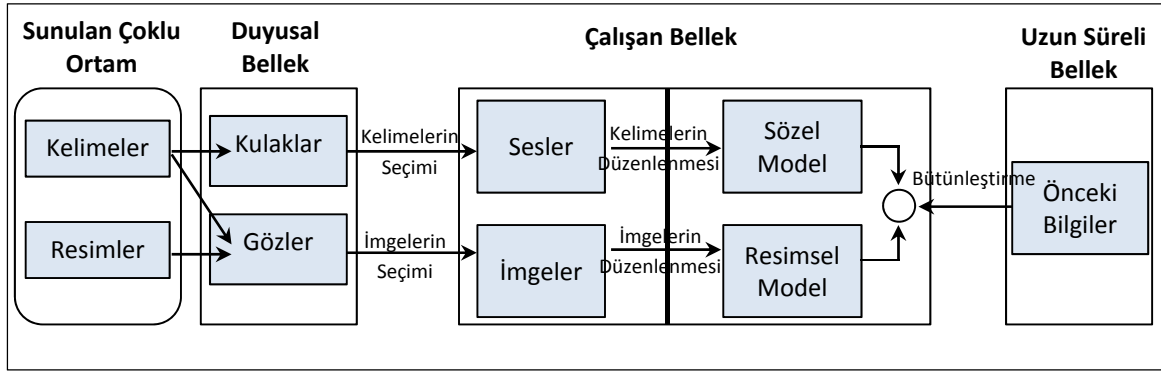 Sunulan Çoklu
Ortam
Duyusal
Bellek
Çalışan Bellek
Uzun Süreli
Bellek
Kelimeler
Resimler
Kulaklar
Gözler
Kelimelerin
Seçimi
İmgelerin
Seçimi
Sesler
İmgeler
Kelimelerin
Düzenlenmesi
İmgelerin
Düzenlenmesi
Sözel
Model
Resimsel
Model
Bütünleştirme
Önceki
Bilgiler